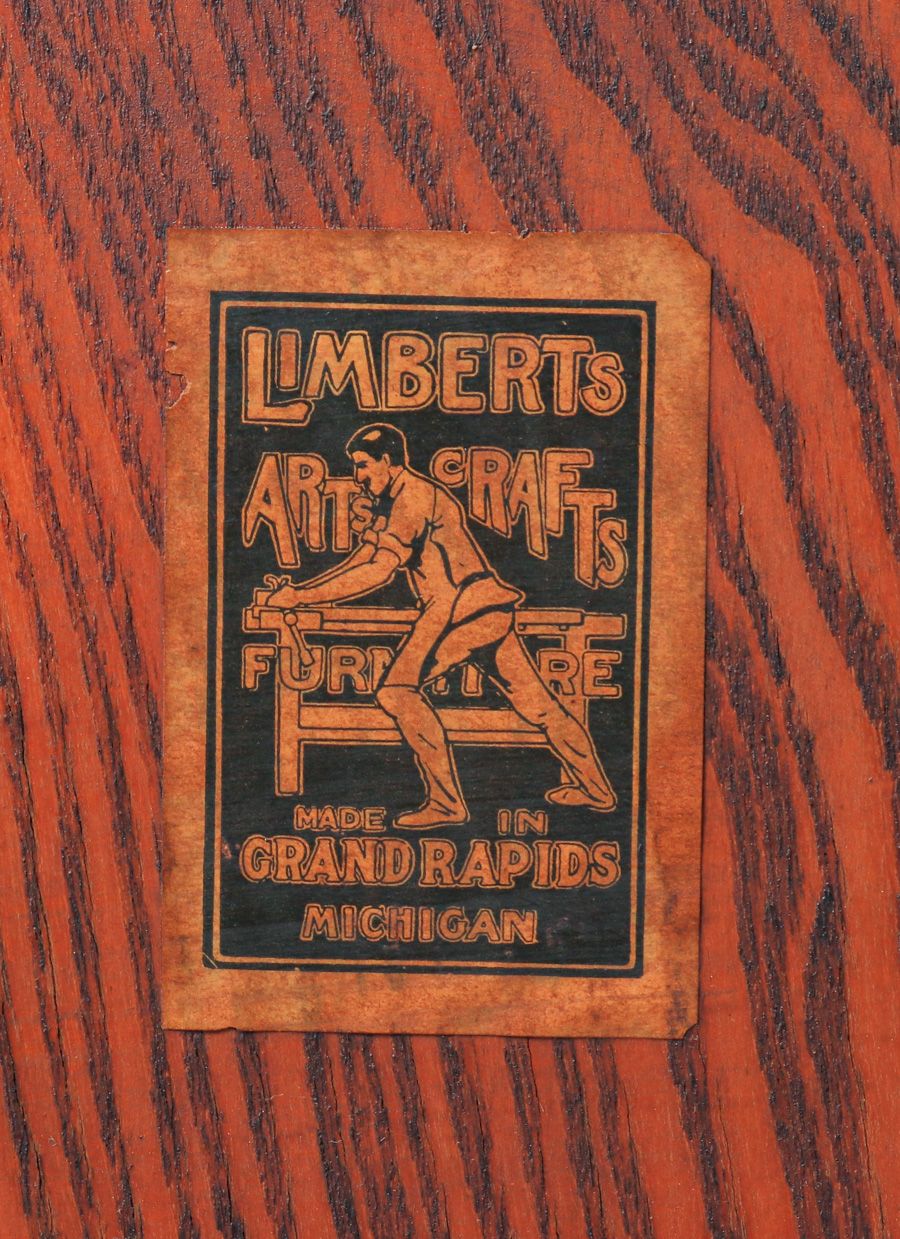 LIMBERTS
ARTS CRAFTS
FURNITURE
MADE IN
GRAND RAPIDS
MICHIGAN